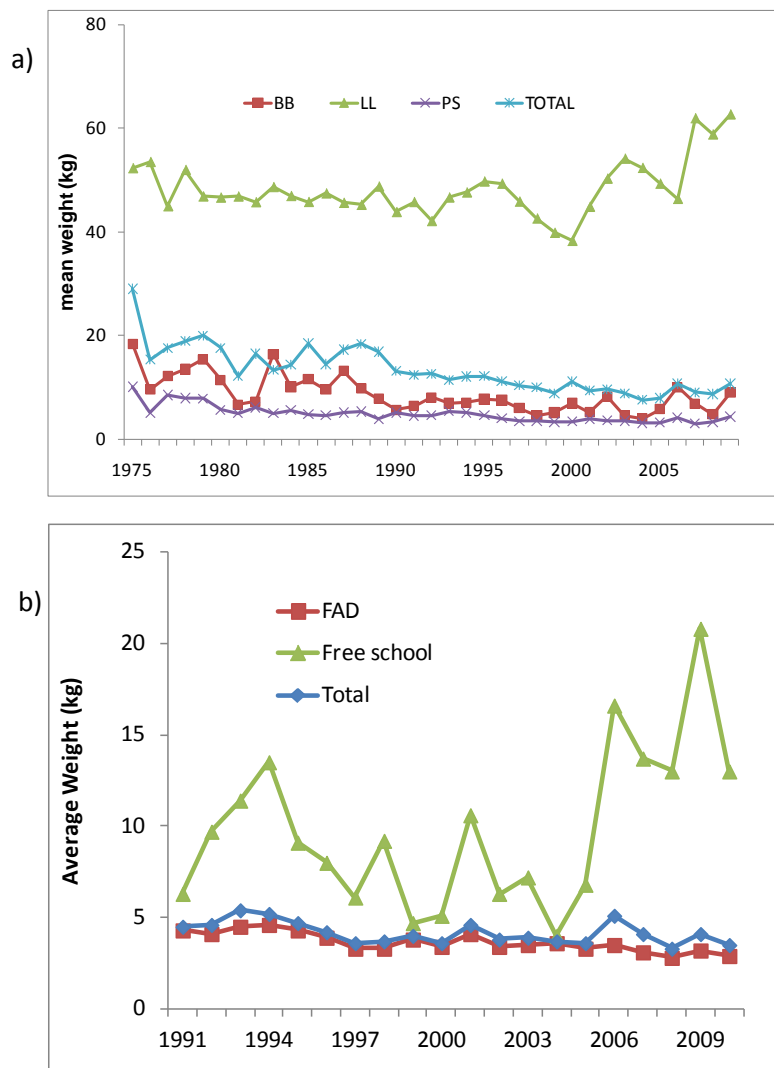 a)
mean weight (kg)
80
60
40
20
0
BB LL PS TOTAL
1975 1980 1985 1990 1995 2000 2005
b)
Average Weight (kg)
25
20
15
10
5
0
FAD
Free school
Total
1991 1994 1997 2000 2003 2006 2009